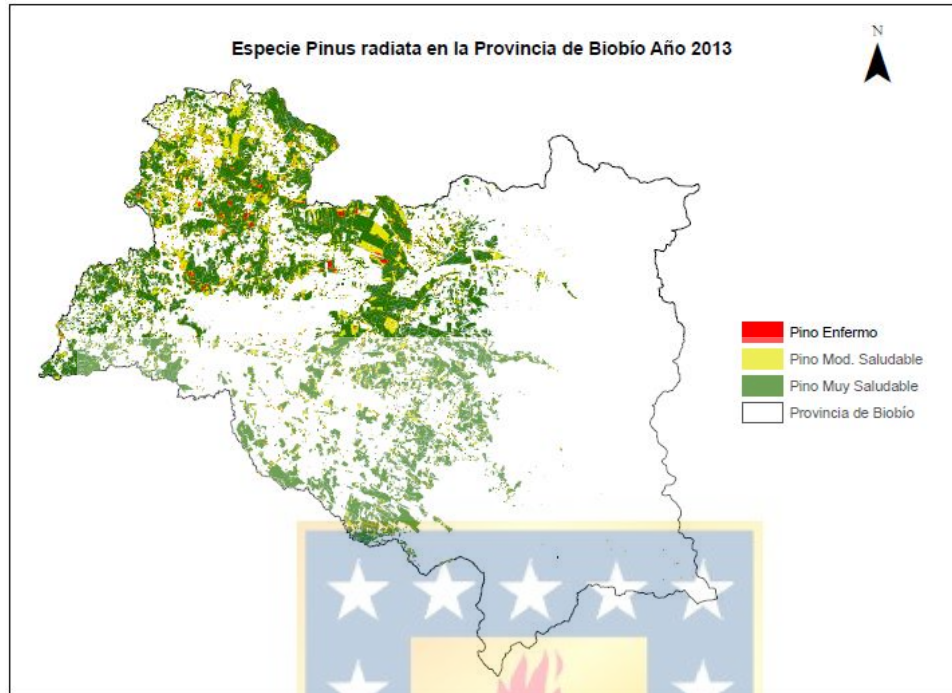 Especie Pinus radiata en la Provincia de Biobío Año 2013
N
Pino Enfermo
Pino Mod. Saludable
Pino Muy Saludable
Provincia de Biobío